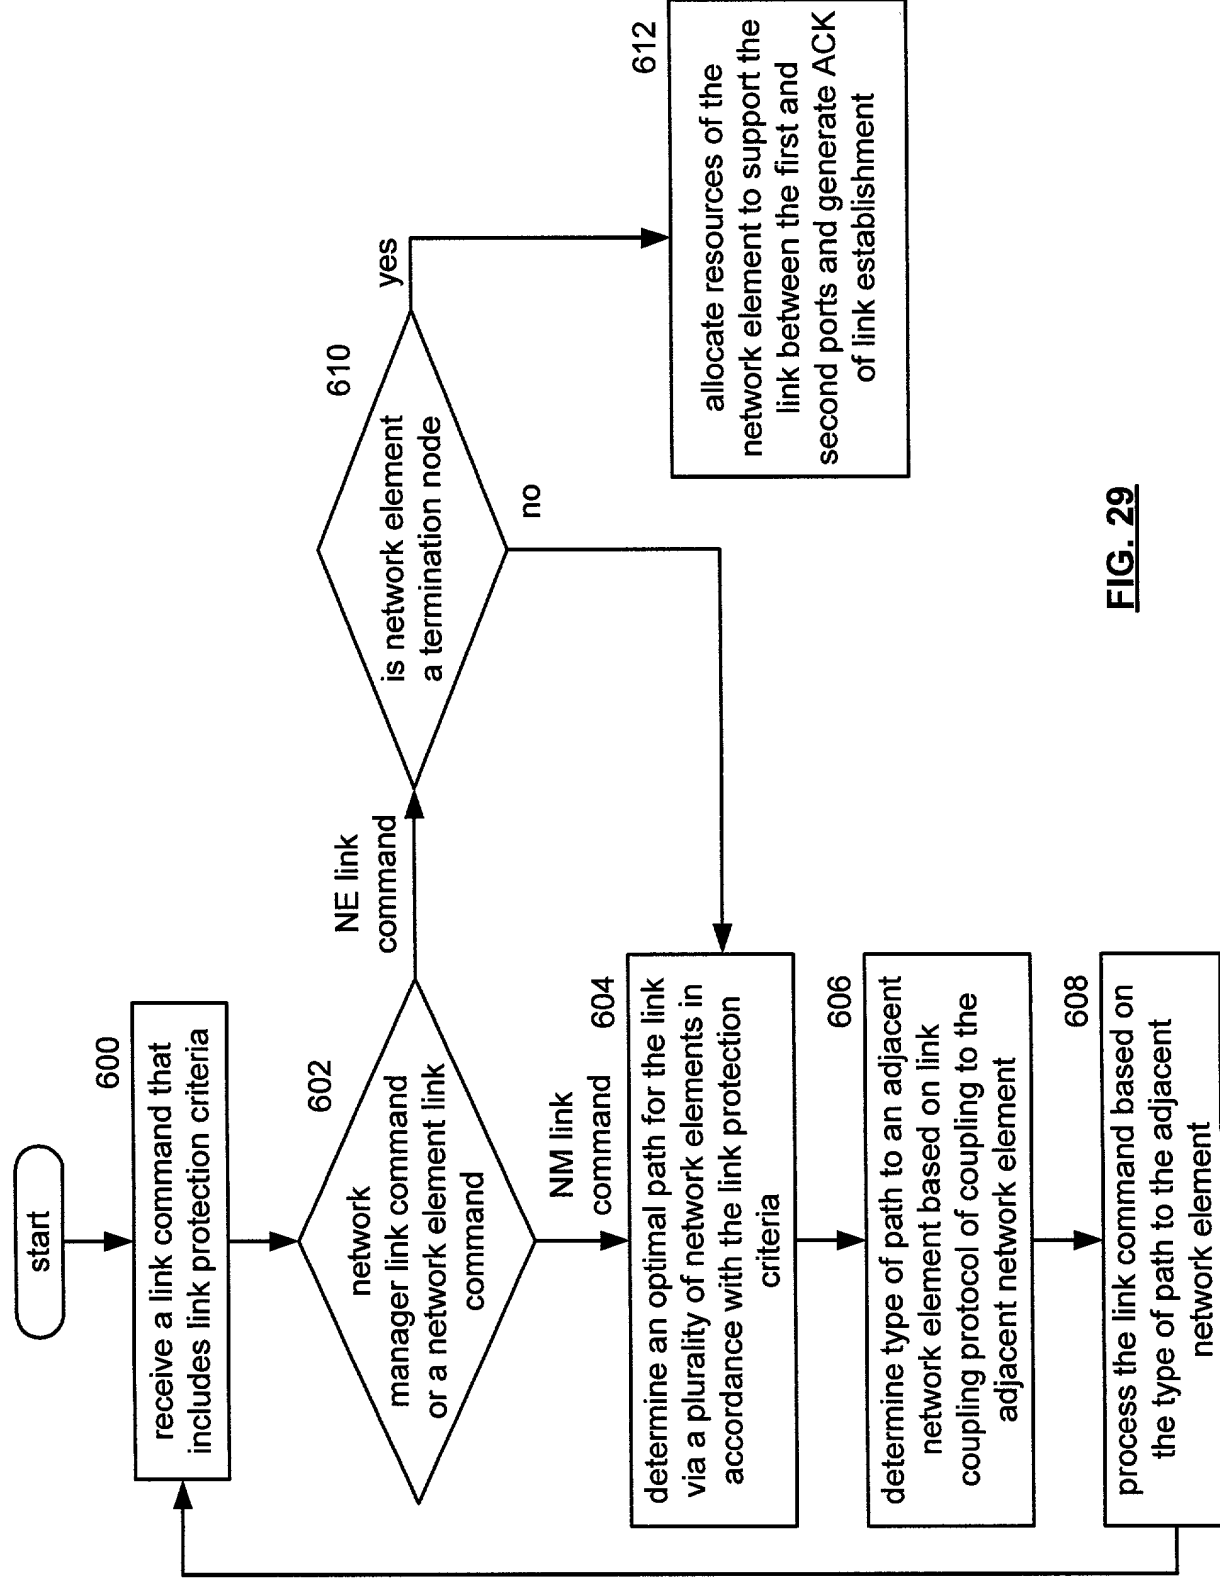 start
600
receive a link command that
includes link protection criteria
602
network
manager link command
or a network element link
command
NE link
command
610
is network element
a termination node
yes
no
612
allocate resources of the
network element to support the
link between the first and
second ports and generate ACK
of link establishment
NM link
command
604
determine an optimal path for the link
via a plurality of network elements in
accordance with the link protection
criteria
606
determine type of path to an adjacent
network element based on link
coupling protocol of coupling to the
adjacent network element
608
process the link command based on
the type of path to the adjacent
network element
FIG. 29